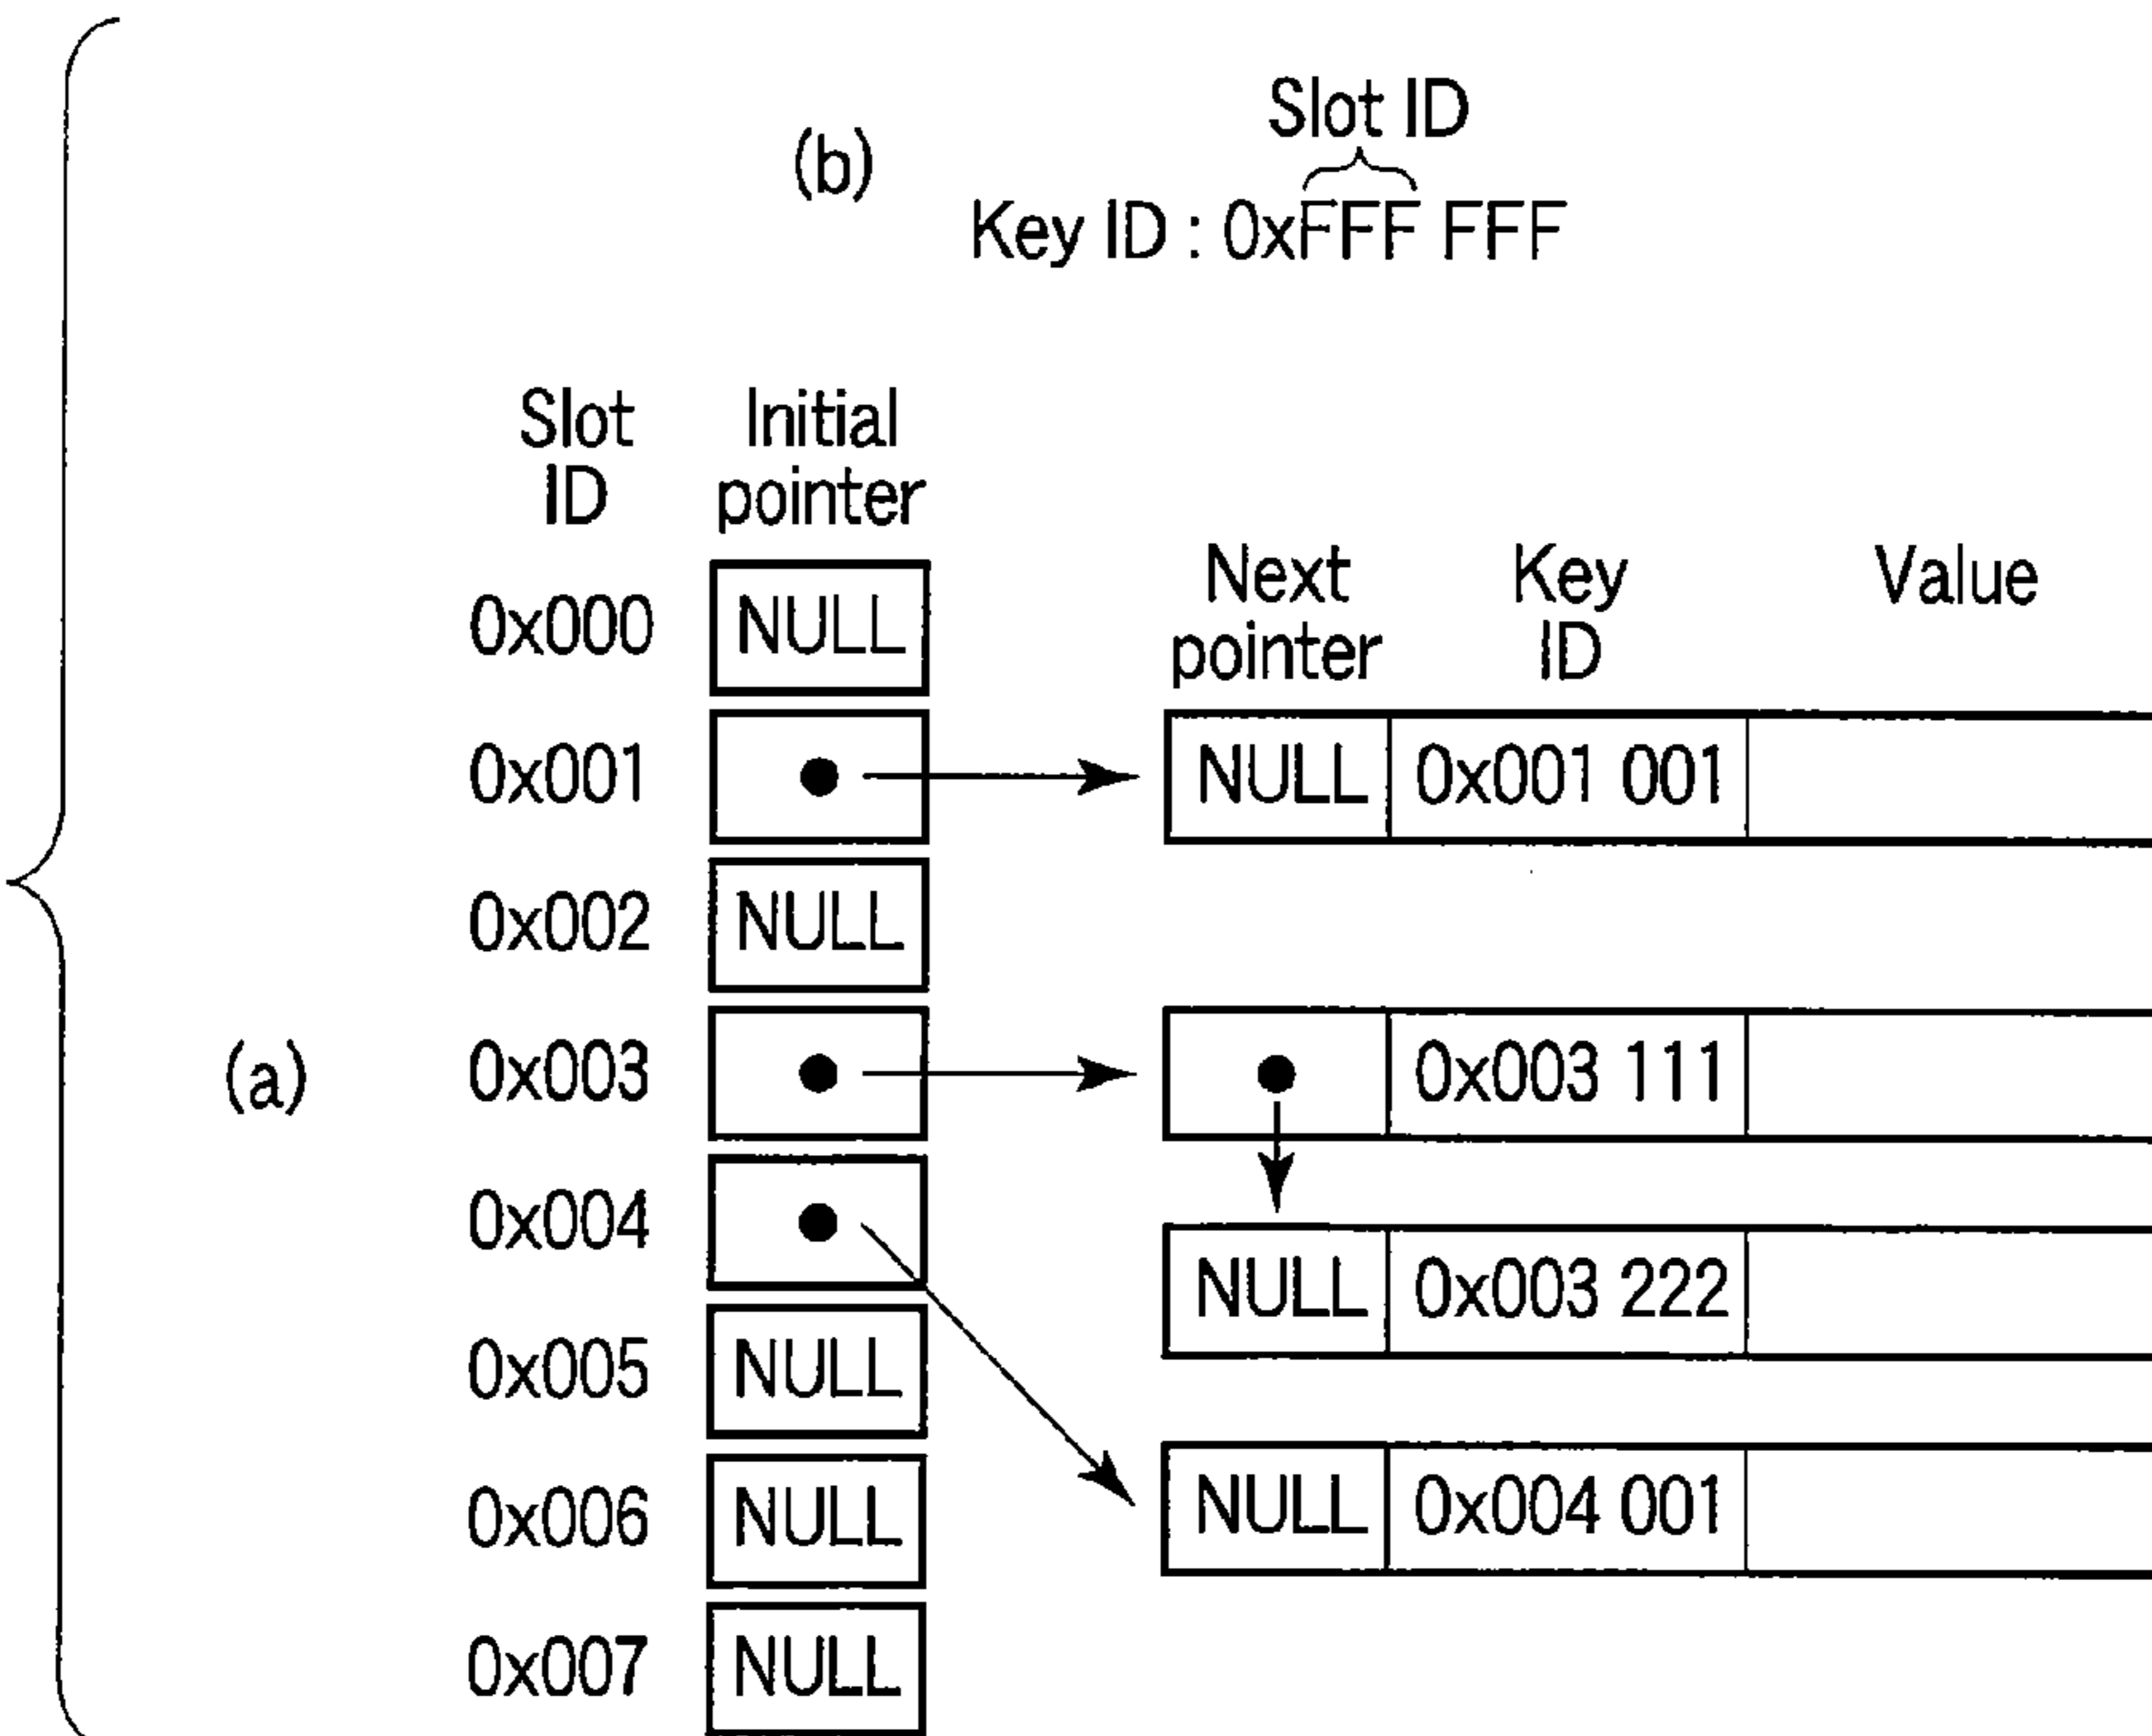 (b)
Slot ID
Key ID : 0xFFF FFF
(a)
Slot ID
Initial pointer
Next pointer
Key ID
Value
0x000 NULL
0x001 NULL 0x001 001
0x002 NULL
0x003 0x003 111
0x004 NULL 0x003 222
0x005 NULL
0x006 NULL NULL 0x004 001
0x007 NULL